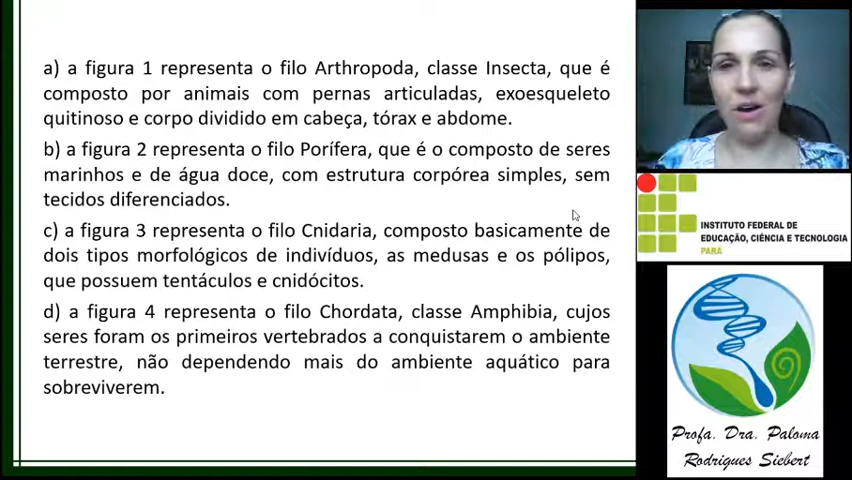 a) a figura 1 representa o filo Arthropoda, classe Insecta, que é
composto por animais com pernas articuladas, exoesqueleto
quitinoso e corpo dividido em cabeça, tórax e abdome.
b) a figura 2 representa o filo Porífera, que é o composto de seres
marinhos e de água doce, com estrutura corpórea simples, sem
tecidos diferenciados.
c) a figura 3 representa o filo Cnidaria, composto basicamente de
dois tipos morfológicos de indivíduos, as medusas e os pólipos,
que possuem tentáculos e cnidócitos.
d) a figura 4 representa o filo Chordata, classe Amphibia, cujos
seres foram os primeiros vertebrados a conquistarem o ambiente
terrestre, não dependendo mais do ambiente aquático para
sobreviverem.
INSTITUTO FEDERAL DE
EDUCAÇÃO, CIÊNCIA E TECNOLOGIA
PARÁ
Profa. Dra. Paloma
Rodrigues Siebert